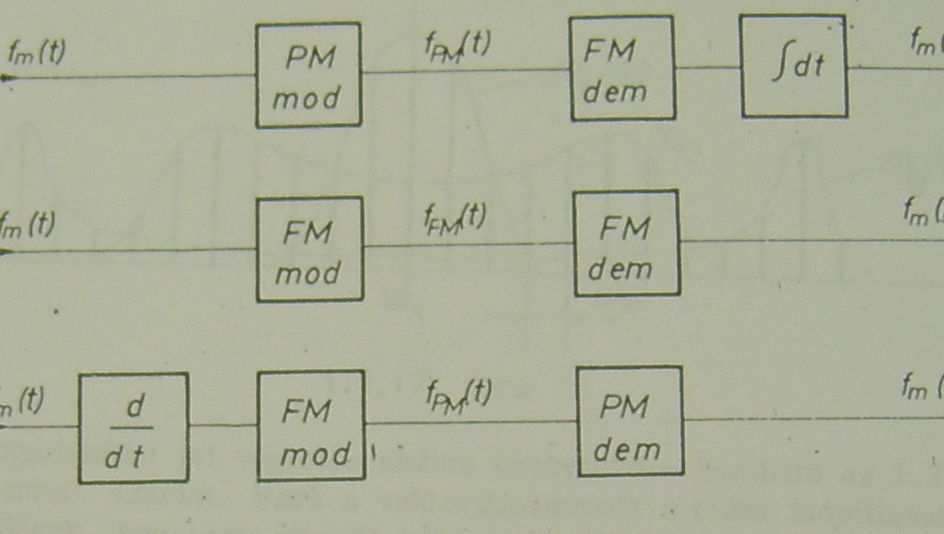 fm(t)
PM
mod
fPM(t)
FM
dem
∫dt
fm(
fm(t)
FM
mod
fFM(t)
FM
dem
fm(
m(t)
d
dt
FM
mod
fPM(t)
PM
dem
fm(